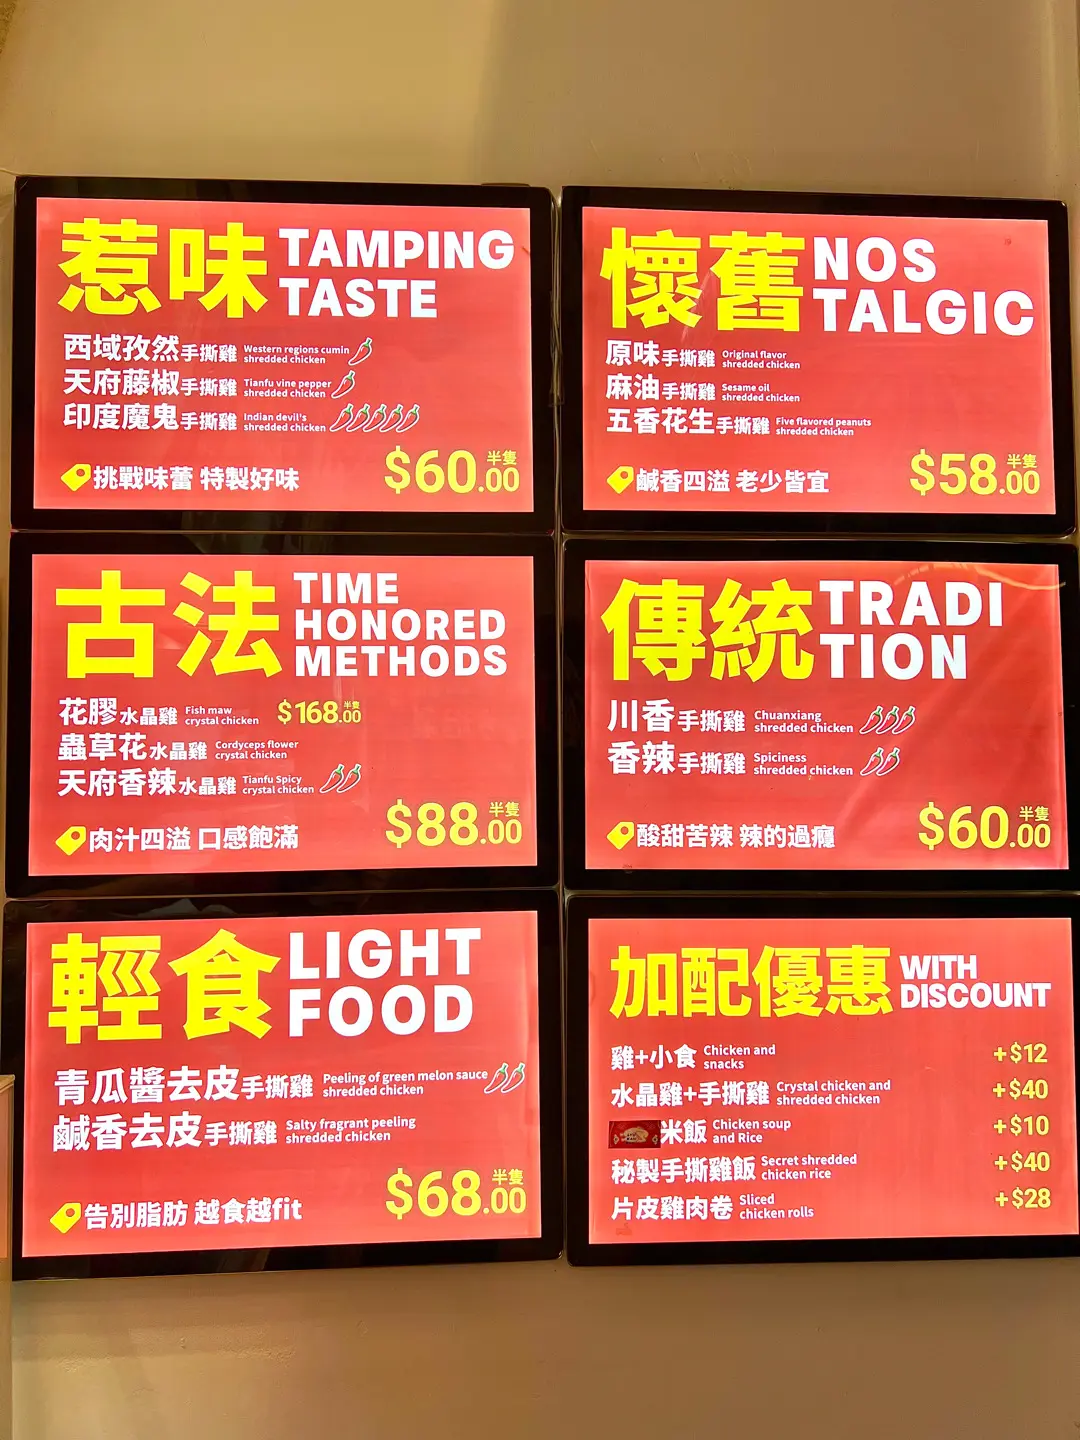 惹味 TAMPING
TASTE
西域孜然手撕雞 Western regions cumin
shredded chicken
天府藤椒手撕雞 Tianfu vine pepper
shredded chicken
印度魔鬼手撕雞 Indian devil's
shredded chicken
挑戰味蕾 特製好味
$60.00 半隻
懷舊 NOS
TALGIC
原味手撕雞 Original flavor
shredded chicken
麻油手撕雞 Sesame oil
shredded chicken
五香花生手撕雞 Five flavored peanuts
shredded chicken
鹹香四溢 老少皆宜
$58.00 半隻
古法 TIME
HONORED
METHODS
花膠水晶雞 Fish maw
crystal chicken
$168.00 半隻
蟲草花水晶雞 Cordyceps flower
crystal chicken
天府香辣水晶雞 Tianfu Spicy
crystal chicken
肉汁四溢 口感飽滿
$88.00 半隻
傳統 TRADI
TION
川香手撕雞 Chuanxiang
shredded chicken
香辣手撕雞 Spiciness
shredded chicken
酸甜苦辣 辣的過癮
$60.00 半隻
輕食 LIGHT
FOOD
青瓜醬去皮手撕雞 Peeling of green melon sauce
shredded chicken
鹹香去皮手撕雞 Salty fragrant peeling
shredded chicken
告別脂肪 越食越fit
$68.00 半隻
加配優惠 WITH
DISCOUNT
雞+小食 Chicken and
snacks
+$12
水晶雞+手撕雞 Crystal chicken and
shredded chicken
+$40
米飯 Chicken soup
and Rice
+$10
秘製手撕雞飯 Secret shredded
chicken rice
+$40
片皮雞肉卷 Sliced
chicken rolls
+$28